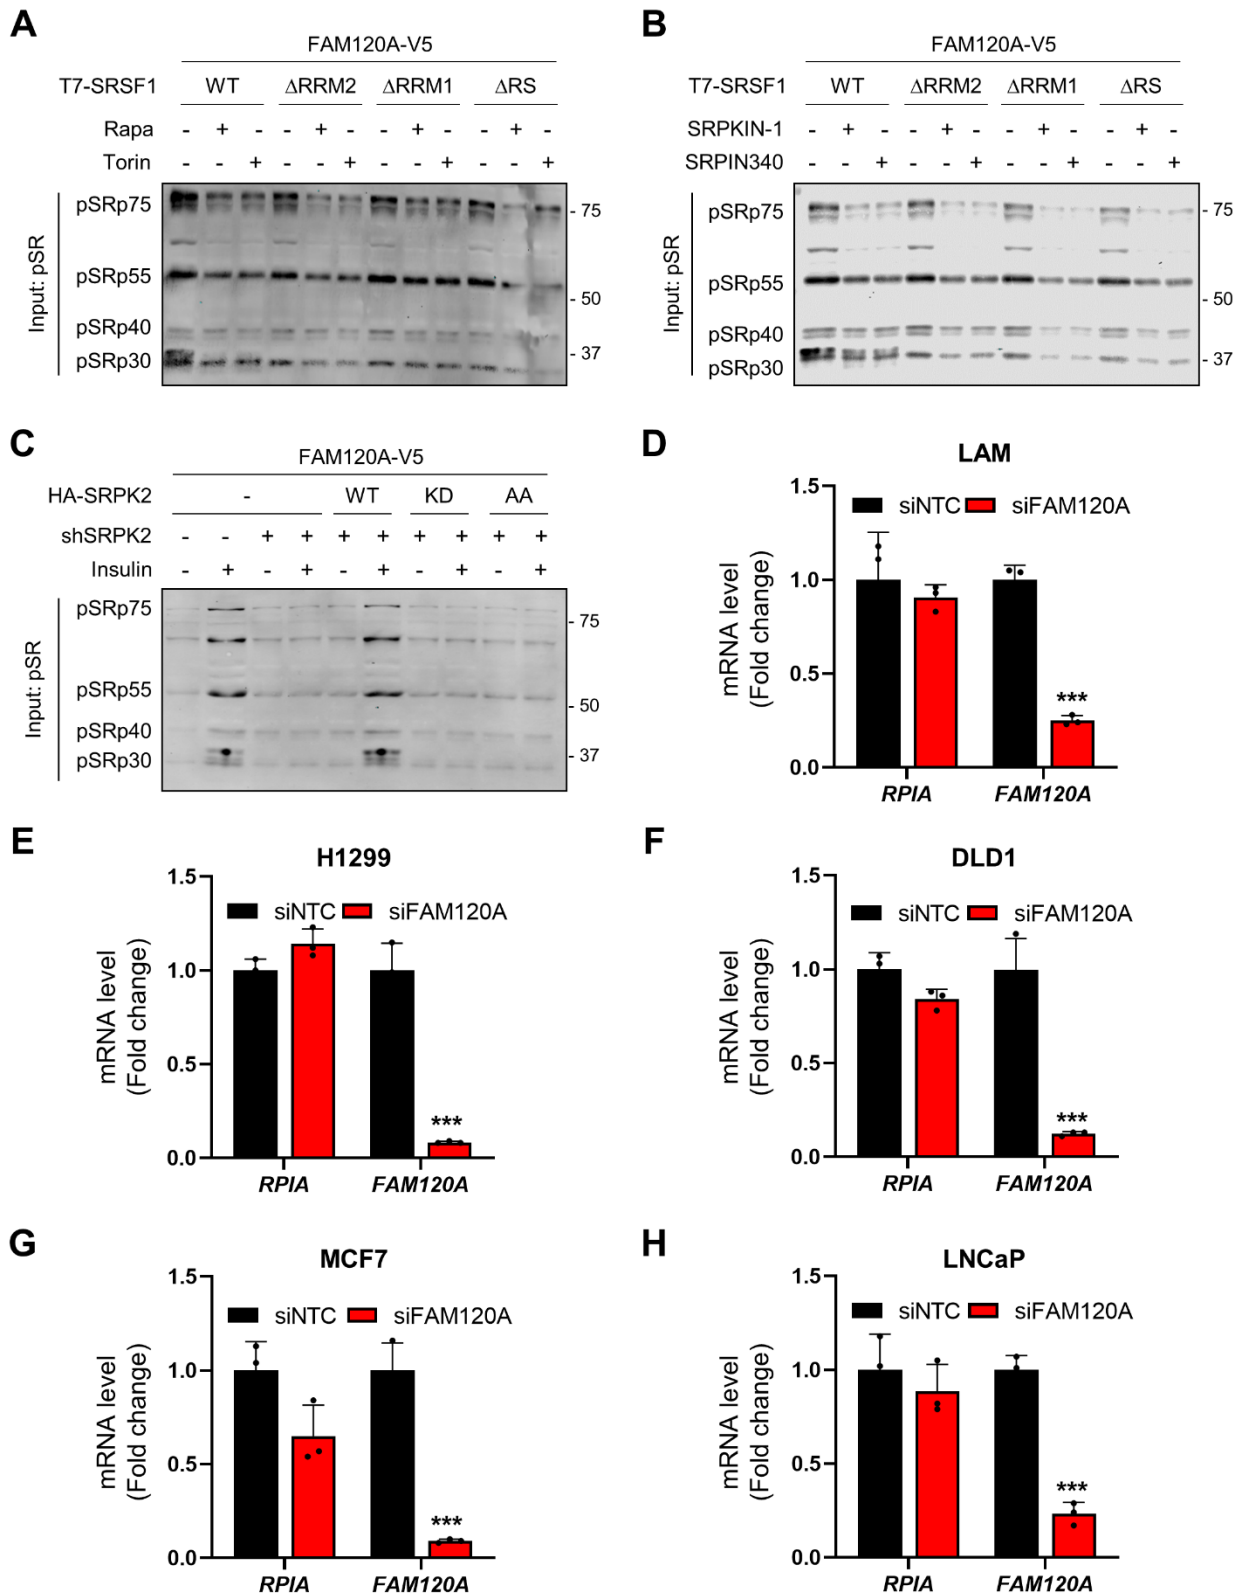 A
FAM120A-V5
T7-SRSF1 WT ΔRRM2 ΔRRM1 ΔRS
Rapa - + - - + - - + - - + -
Torin - - + - - + - - + - - +
Input: pSR
pSRp75
pSRp55
pSRp40
pSRp30
- 75
- 50
- 37
B
FAM120A-V5
T7-SRSF1 WT ΔRRM2 ΔRRM1 ΔRS
SRPKIN-1 - + - - + - - + - - + -
SRPIN340 - - + - - + - - + - - +
Input: pSR
pSRp75
pSRp55
pSRp40
pSRp30
- 75
- 50
- 37
C
FAM120A-V5
HA-SRPK2 - WT KD AA
shSRPK2 - - + + + + + + + +
Insulin - + - + - + - + - +
Input: pSR
pSRp75
pSRp55
pSRp40
pSRp30
- 75
- 50
- 37
D
LAM
siNTC siFAM120A
mRNA level
(Fold change)
1.5
1.0
0.5
0.0
***
RPIA FAM120A
E
H1299
siNTC siFAM120A
mRNA level
(Fold change)
1.5
1.0
0.5
0.0
***
RPIA FAM120A
F
DLD1
siNTC siFAM120A
mRNA level
(Fold change)
1.5
1.0
0.5
0.0
***
RPIA FAM120A
G
MCF7
siNTC siFAM120A
mRNA level
(Fold change)
1.5
1.0
0.5
0.0
***
RPIA FAM120A
H
LNCaP
siNTC siFAM120A
mRNA level
(Fold change)
1.5
1.0
0.5
0.0
***
RPIA FAM120A